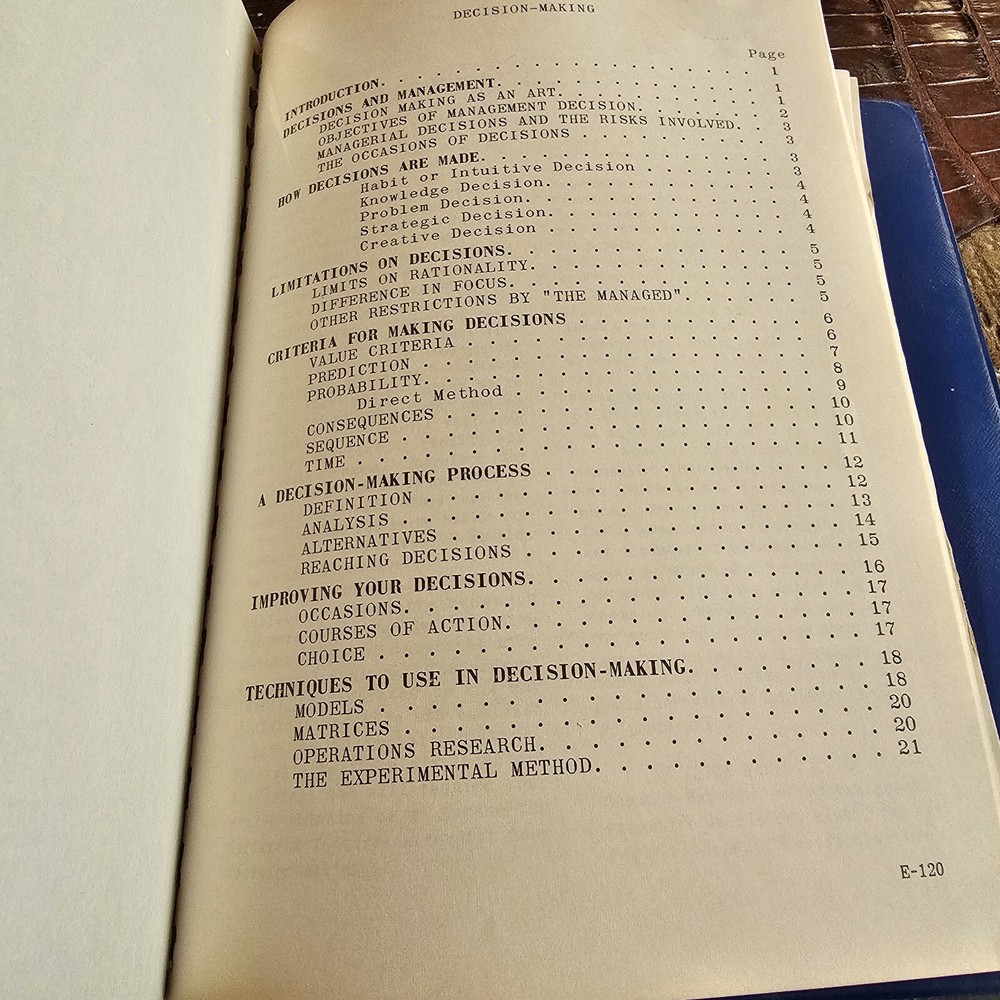 DECISION-MAKING
Page
INTRODUCTION. . . . . . . . . . . . . . . . 1
DECISIONS AND MANAGEMENT. . . . . . . . . . 1
DECISION MAKING AS AN ART. . . . . . . . 1
OBJECTIVES OF MANAGEMENT DECISION. . . . . 2
MANAGERIAL DECISIONS AND THE RISKS INVOLVED. . 3
THE OCCASIONS OF DECISIONS . . . . . . . . 3
HOW DECISIONS ARE MADE. . . . . . . . . . . 3
Habit or Intuitive Decision . . . . . . 3
Knowledge Decision. . . . . . . . . . 4
Problem Decision. . . . . . . . . . . 4
Strategic Decision. . . . . . . . . . 4
Creative Decision . . . . . . . . . . 4
LIMITATIONS ON DECISIONS. . . . . . . . . . 5
LIMITS ON RATIONALITY. . . . . . . . . . 5
DIFFERENCE IN FOCUS. . . . . . . . . . . 5
OTHER RESTRICTIONS BY "THE MANAGED". . . . . 5
CRITERIA FOR MAKING DECISIONS . . . . . . . . 6
VALUE CRITERIA . . . . . . . . . . . . . 6
PREDICTION . . . . . . . . . . . . . . . 7
PROBABILITY. . . . . . . . . . . . . . . 8
Direct Method . . . . . . . . . . . . 9
CONSEQUENCES . . . . . . . . . . . . . . 10
SEQUENCE . . . . . . . . . . . . . . . . 10
TIME . . . . . . . . . . . . . . . . . . 11
A DECISION-MAKING PROCESS . . . . . . . . . . 12
DEFINITION . . . . . . . . . . . . . . . 12
ANALYSIS . . . . . . . . . . . . . . . . 13
ALTERNATIVES . . . . . . . . . . . . . . 14
REACHING DECISIONS . . . . . . . . . . . 15
IMPROVING YOUR DECISIONS. . . . . . . . . . . 16
OCCASIONS. . . . . . . . . . . . . . . . 17
COURSES OF ACTION. . . . . . . . . . . . 17
CHOICE . . . . . . . . . . . . . . . . . 17
TECHNIQUES TO USE IN DECISION-MAKING. . . . . . 18
MODELS . . . . . . . . . . . . . . . . . 18
MATRICES . . . . . . . . . . . . . . . . 20
OPERATIONS RESEARCH. . . . . . . . . . . 20
THE EXPERIMENTAL METHOD. . . . . . . . . 21
E-120